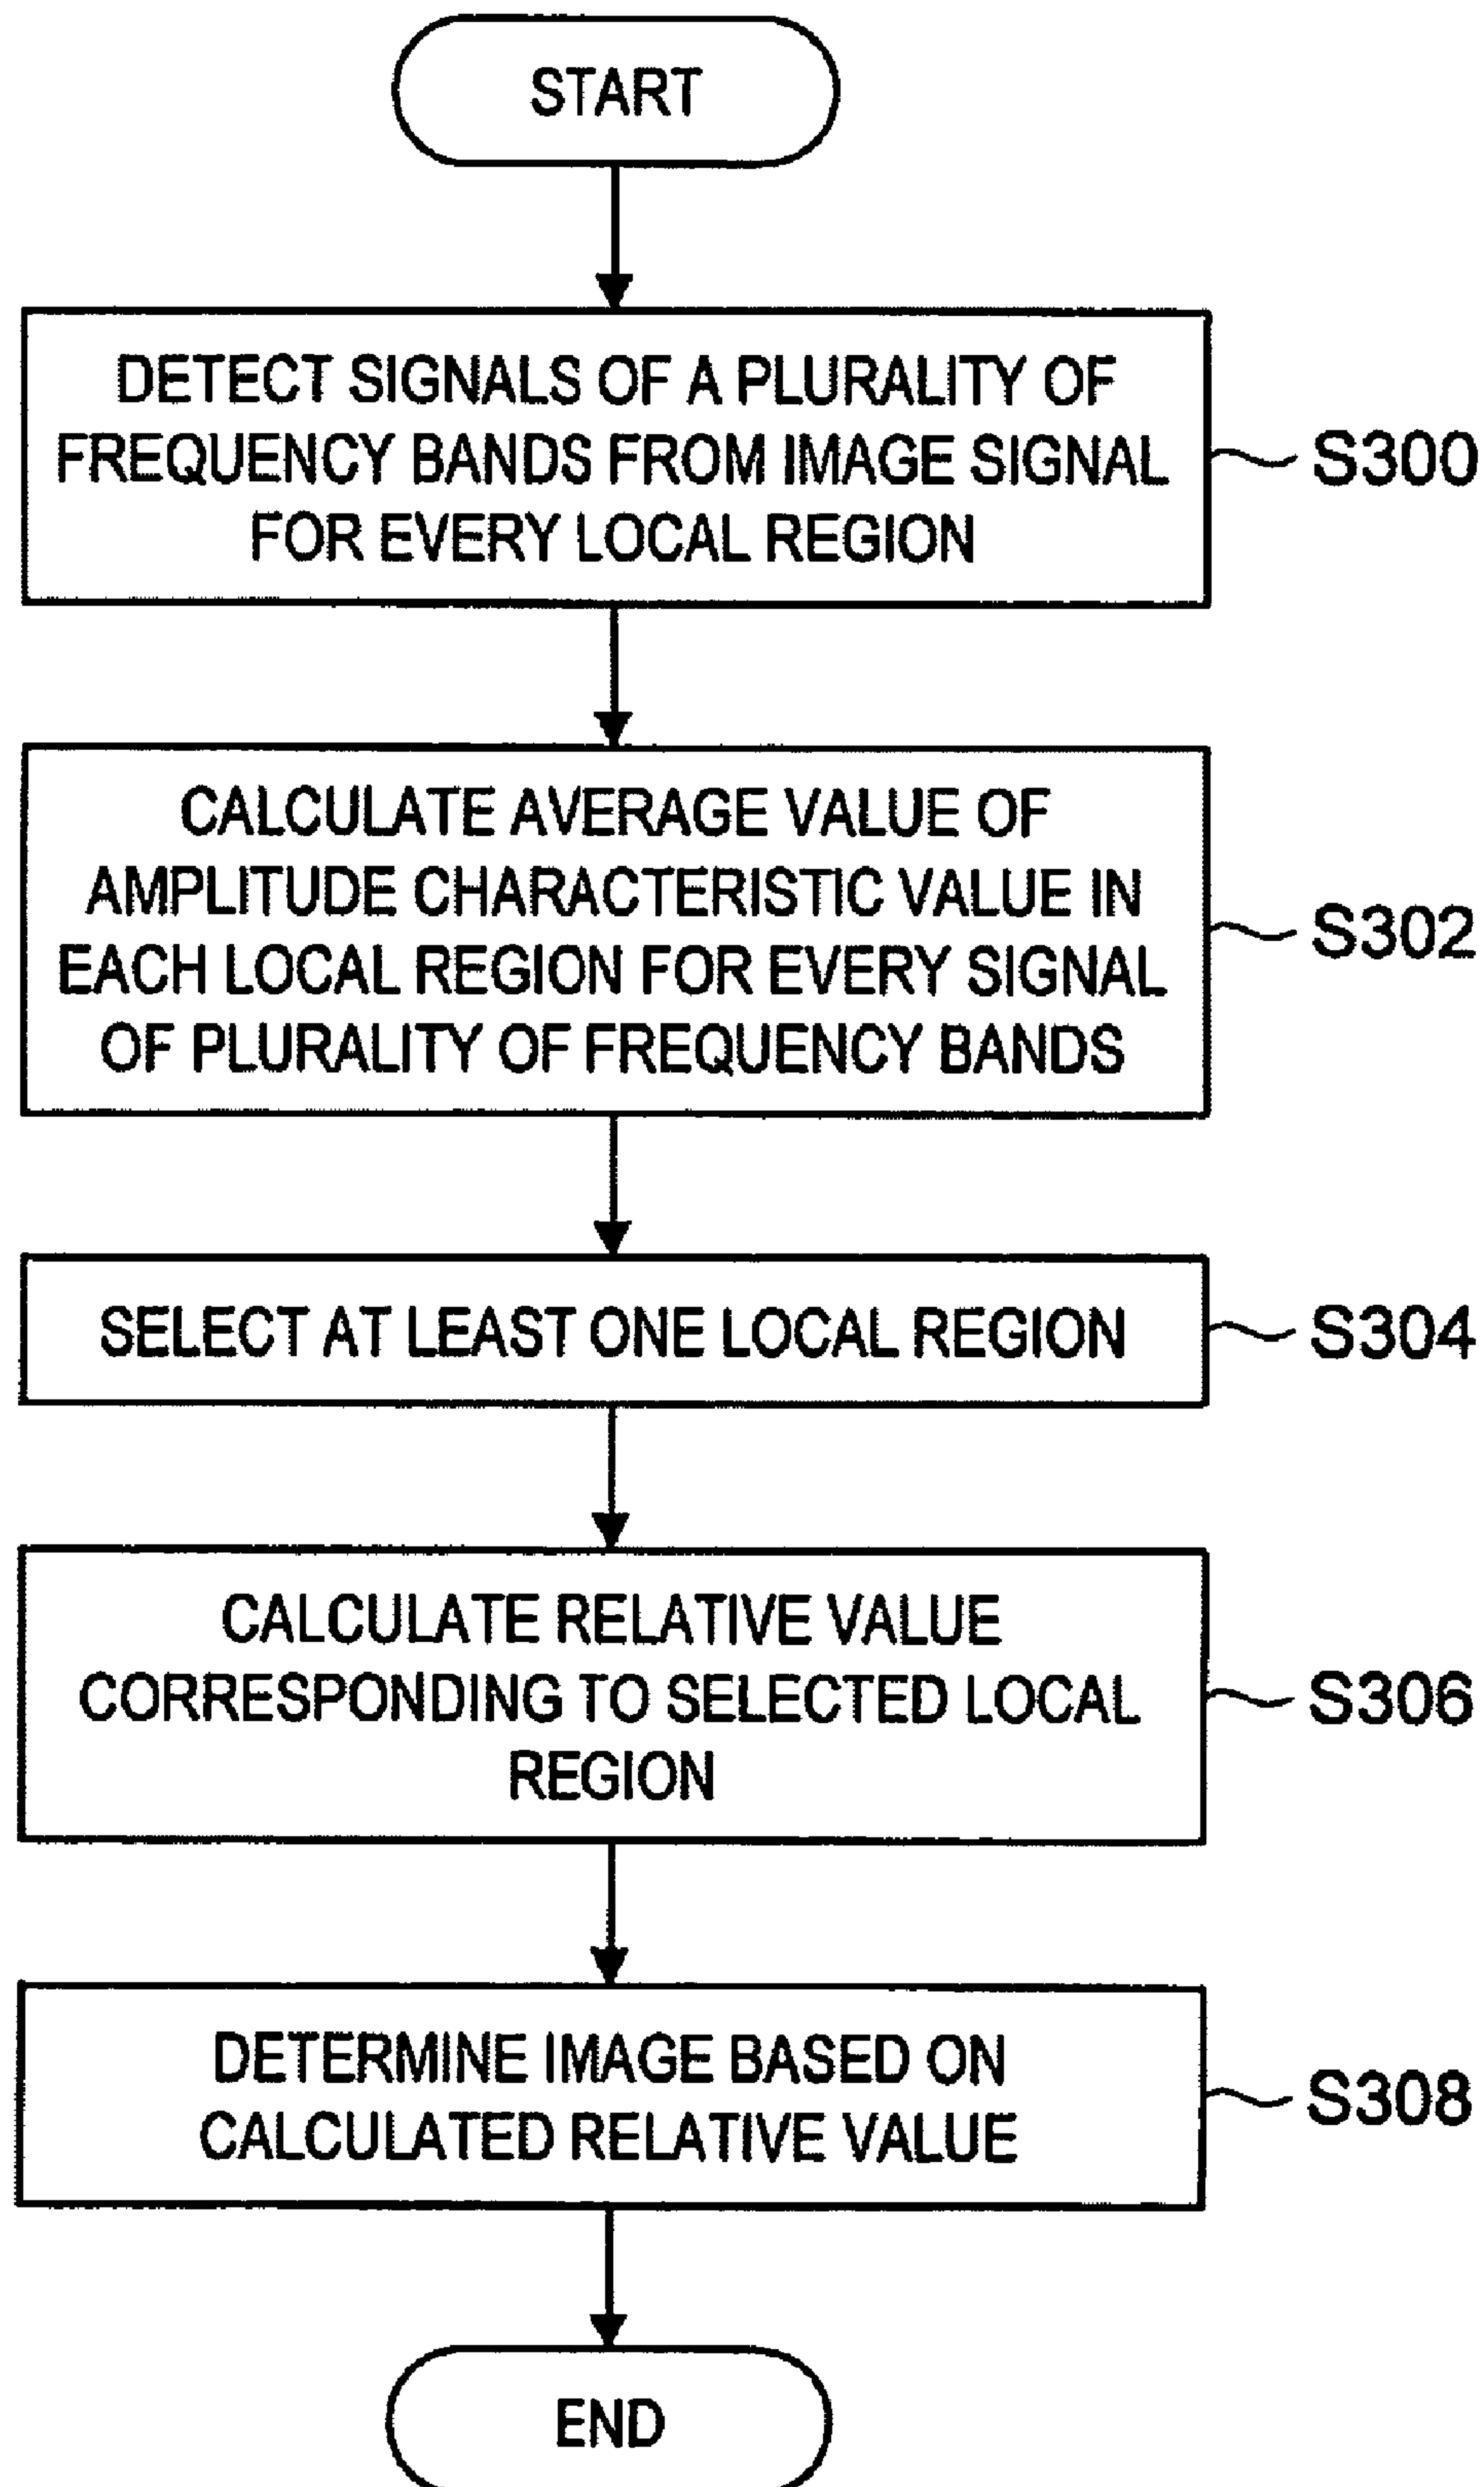 START
DETECT SIGNALS OF A PLURALITY OF
FREQUENCY BANDS FROM IMAGE SIGNAL
FOR EVERY LOCAL REGION
S300
CALCULATE AVERAGE VALUE OF
AMPLITUDE CHARACTERISTIC VALUE IN
EACH LOCAL REGION FOR EVERY SIGNAL
OF PLURALITY OF FREQUENCY BANDS
S302
SELECT AT LEAST ONE LOCAL REGION
S304
CALCULATE RELATIVE VALUE
CORRESPONDING TO SELECTED LOCAL
REGION
S306
DETERMINE IMAGE BASED ON
CALCULATED RELATIVE VALUE
S308
END